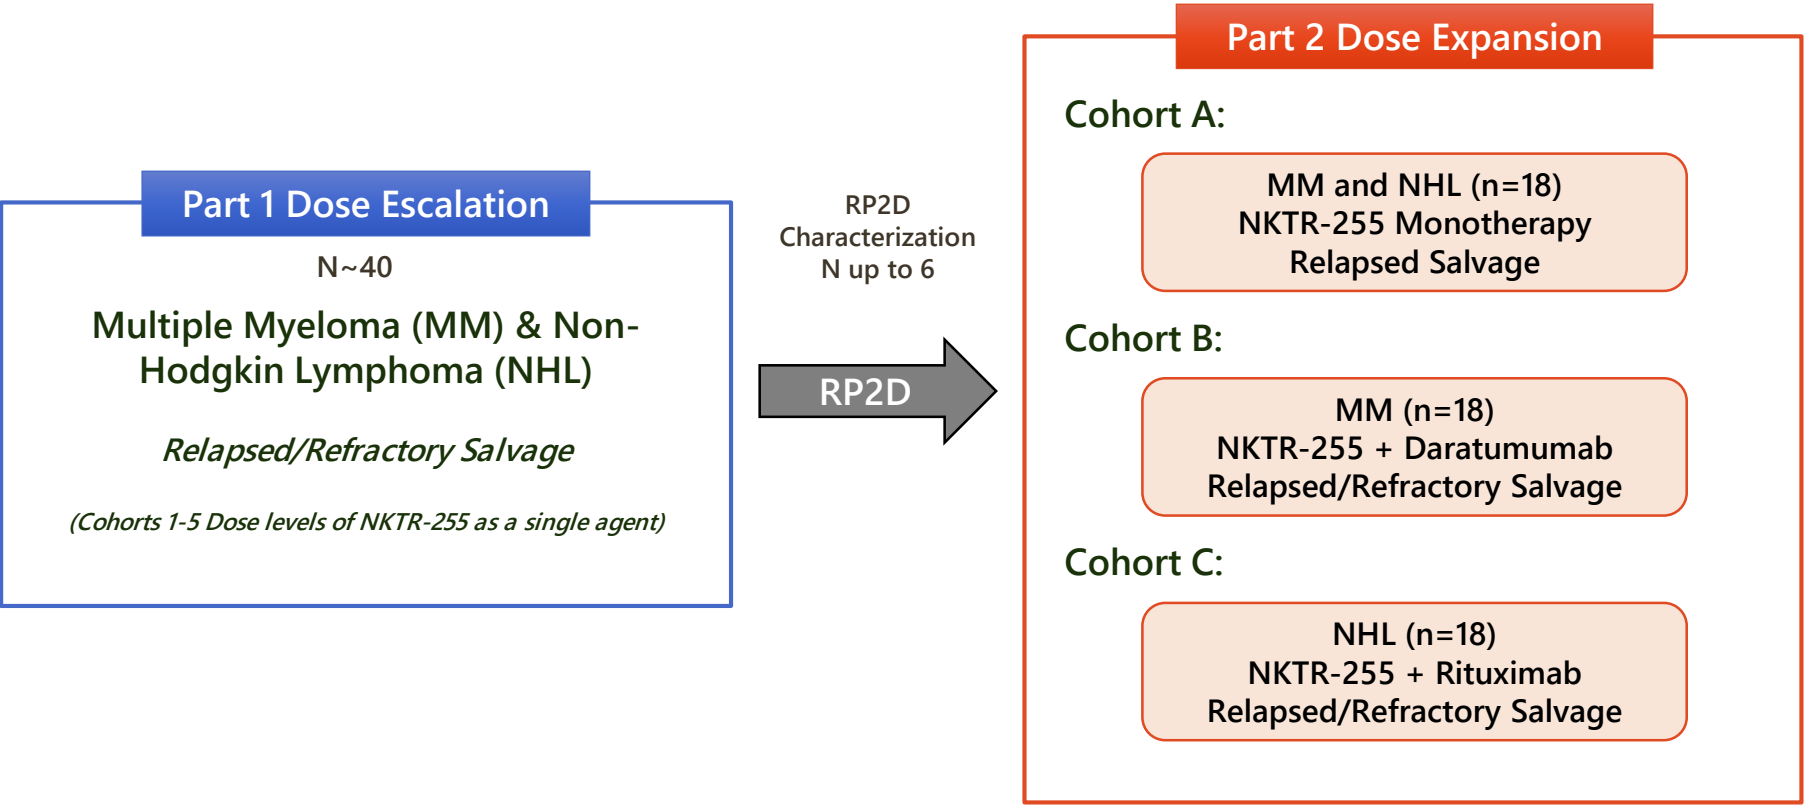 Part 1 Dose Escalation
N~40
Multiple Myeloma (MM) & Non-
Hodgkin Lymphoma (NHL)
Relapsed/Refractory Salvage
(Cohorts 1-5 Dose levels of NKTR-255 as a single agent)
RP2D
Characterization
N up to 6
RP2D
Part 2 Dose Expansion
Cohort A:
MM and NHL (n=18)
NKTR-255 Monotherapy
Relapsed Salvage
Cohort B:
MM (n=18)
NKTR-255 + Daratumumab
Relapsed/Refractory Salvage
Cohort C:
NHL (n=18)
NKTR-255 + Rituximab
Relapsed/Refractory Salvage